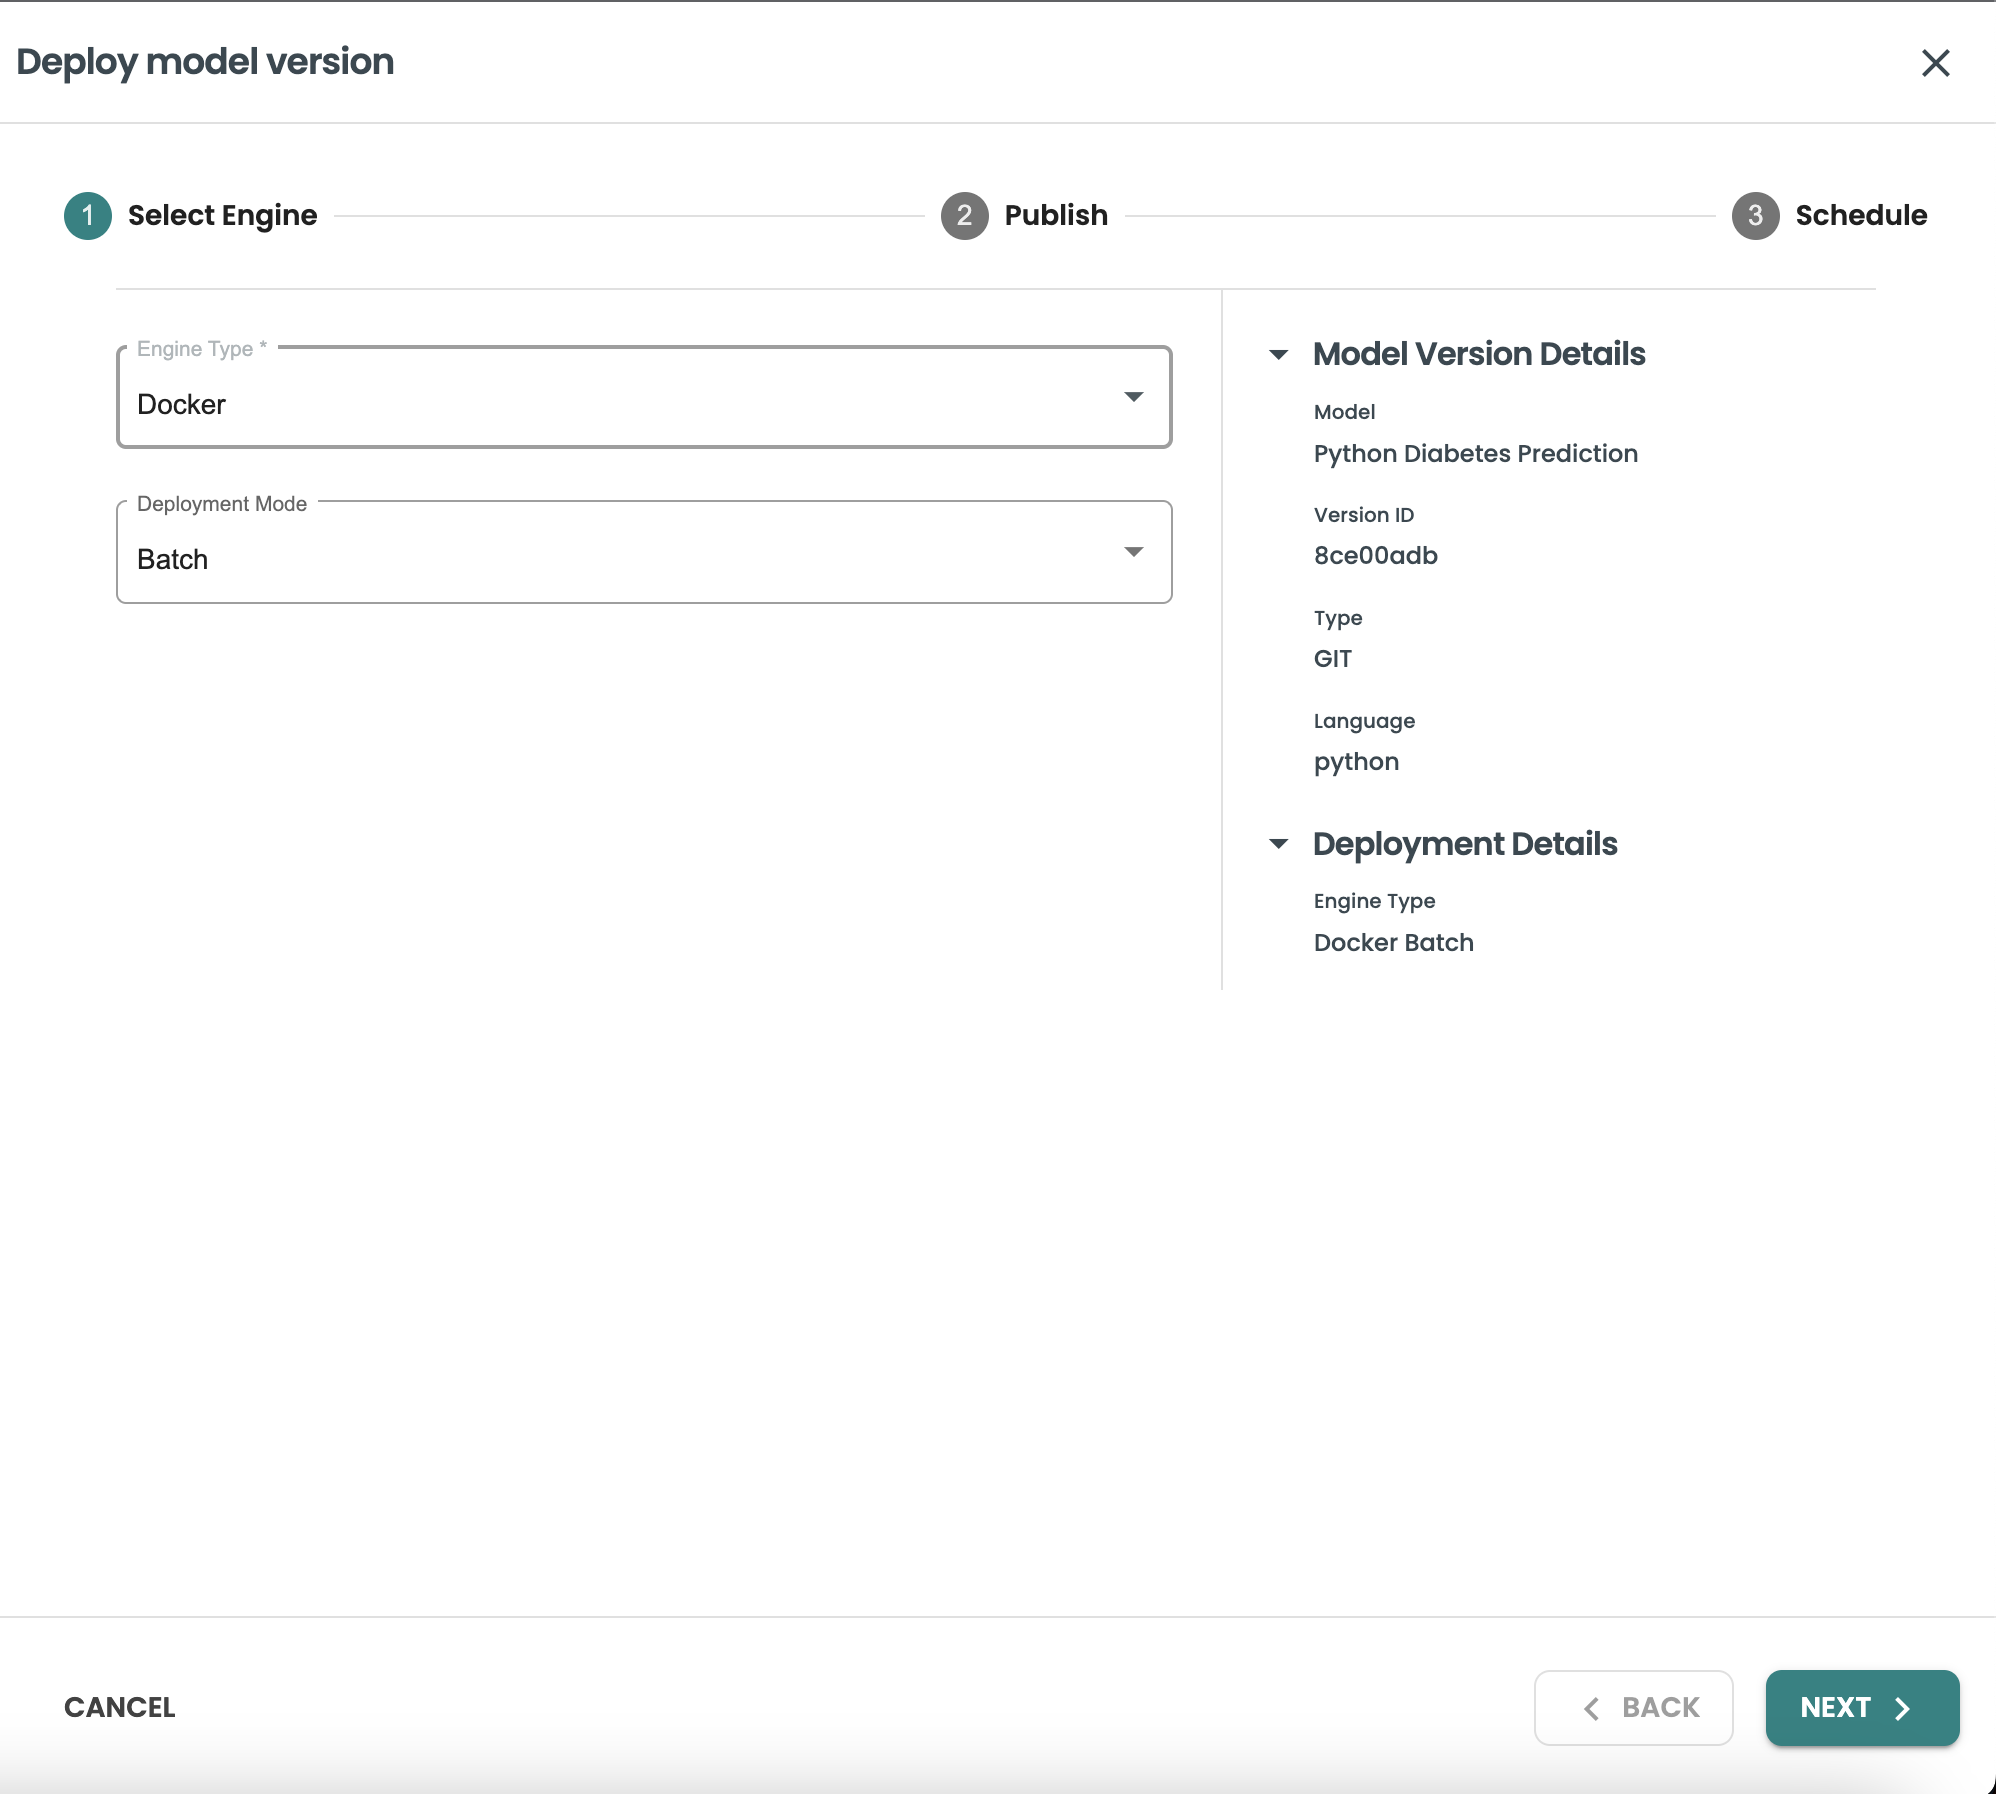 Deploy model version
1 Select Engine
2 Publish
3 Schedule
Engine Type *
Docker
Deployment Mode
Batch
Model Version Details
Model
Python Diabetes Prediction
Version ID
8ce00adb
Type
GIT
Language
python
Deployment Details
Engine Type
Docker Batch
CANCEL
BACK
NEXT